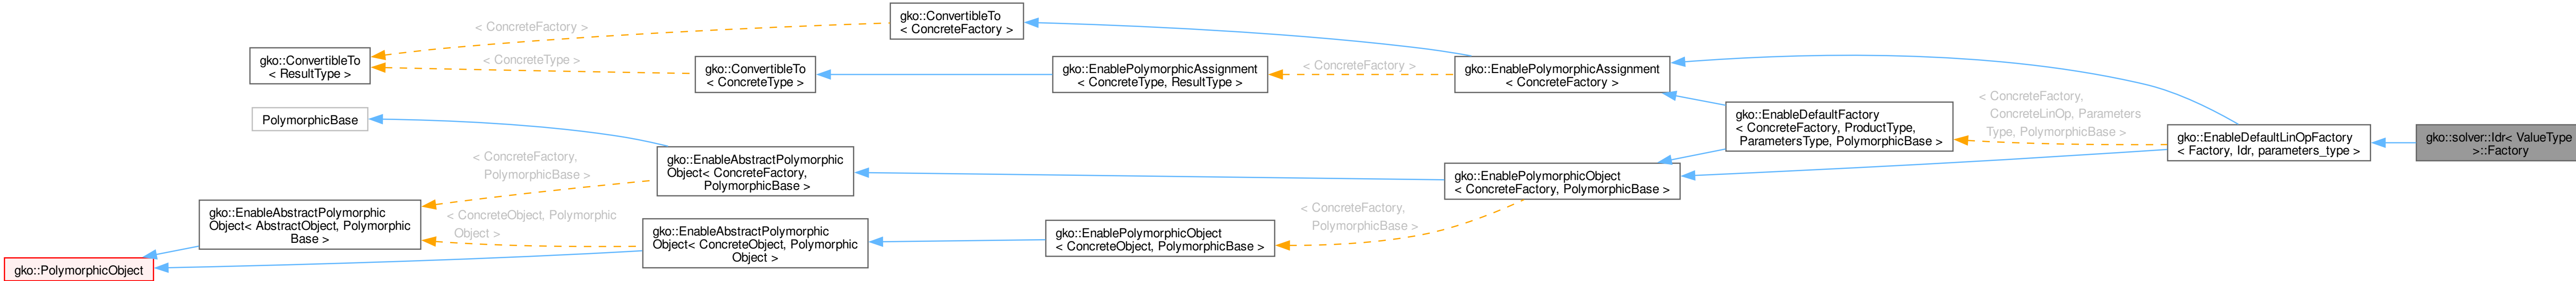 gko::ConvertibleTo
< ResultType >
PolymorphicBase
gko::EnableAbstractPolymorphic
Object< AbstractObject, Polymorphic
Base >
gko::PolymorphicObject
< ConcreteFactory >
< ConcreteType >
< ConcreteFactory,
PolymorphicBase >
< ConcreteObject, Polymorphic
Object >
gko::ConvertibleTo
< ConcreteType >
gko::EnableAbstractPolymorphic
Object< ConcreteFactory,
PolymorphicBase >
gko::EnableAbstractPolymorphic
Object< ConcreteObject, Polymorphic
Object >
gko::ConvertibleTo
< ConcreteFactory >
gko::EnablePolymorphicAssignment
< ConcreteType, ResultType >
gko::EnablePolymorphicObject
< ConcreteObject, PolymorphicBase >
< ConcreteFactory >
< ConcreteFactory,
PolymorphicBase >
gko::EnablePolymorphicAssignment
< ConcreteFactory >
gko::EnablePolymorphicObject
< ConcreteFactory, PolymorphicBase >
gko::EnableDefaultFactory
< ConcreteFactory, ProductType,
ParametersType, PolymorphicBase >
< ConcreteFactory,
ConcreteLinOp, Parameters
Type, PolymorphicBase >
gko::EnableDefaultLinOpFactory
< Factory, Idr, parameters_type >
gko::solver::Idr< ValueType
>::Factory